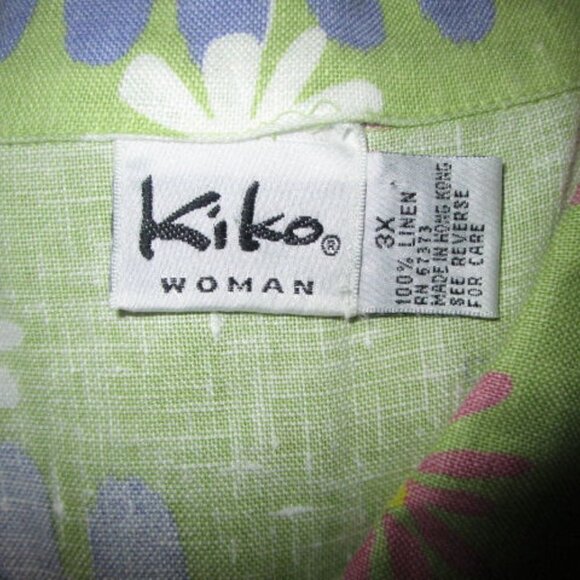 Kiko®
WOMAN
3X
100% LINEN
RN 67373
MADE IN HONG KONG
SEE REVERSE
FOR CARE